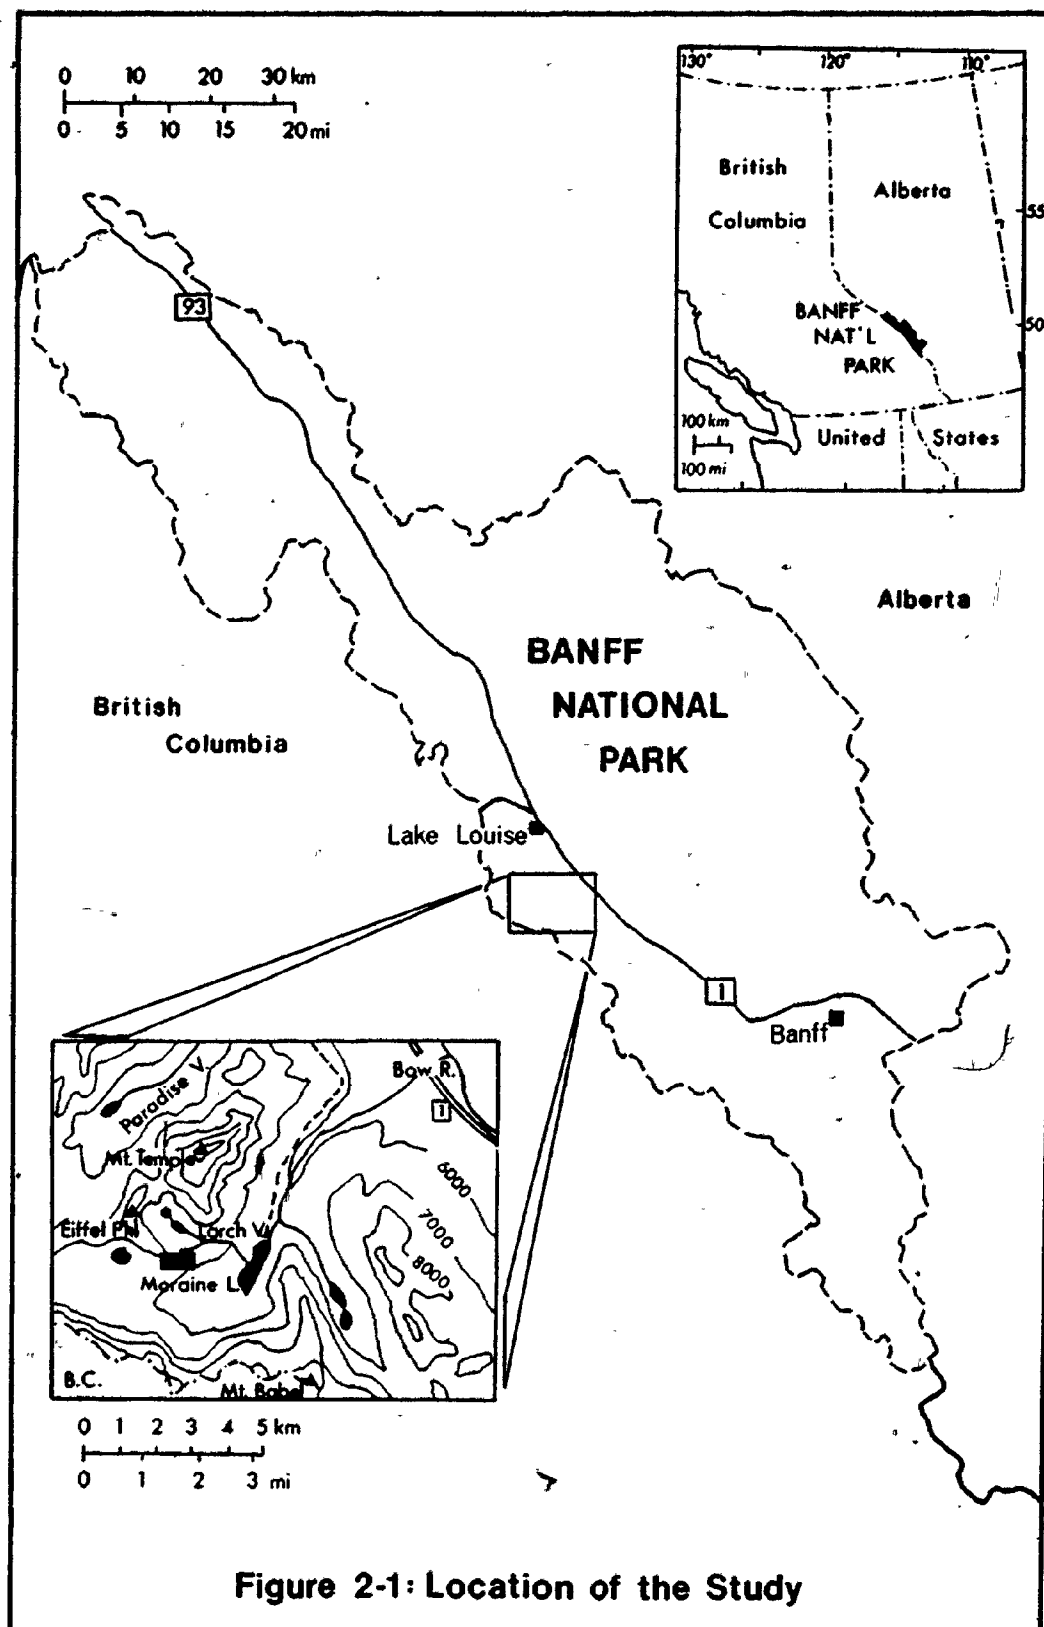 0 10 20 30 km
0 5 10 15 20 mi
130° 120° 110°
British
Columbia
Alberta
55
50
BANFF
NAT'L
PARK
100 km
100 mi
United States
93
Alberta
BANFF
NATIONAL
PARK
British
Columbia
Lake Louise
1
Banff
Bow R.
1
Paradise V.
Mt. Temple
Eiffel Pk.
Larch V.
Moraine L.
6000
7000
8000
B.C.
Mt. Babel
0 1 2 3 4 5 km
0 1 2 3 mi
Figure 2-1: Location of the Study